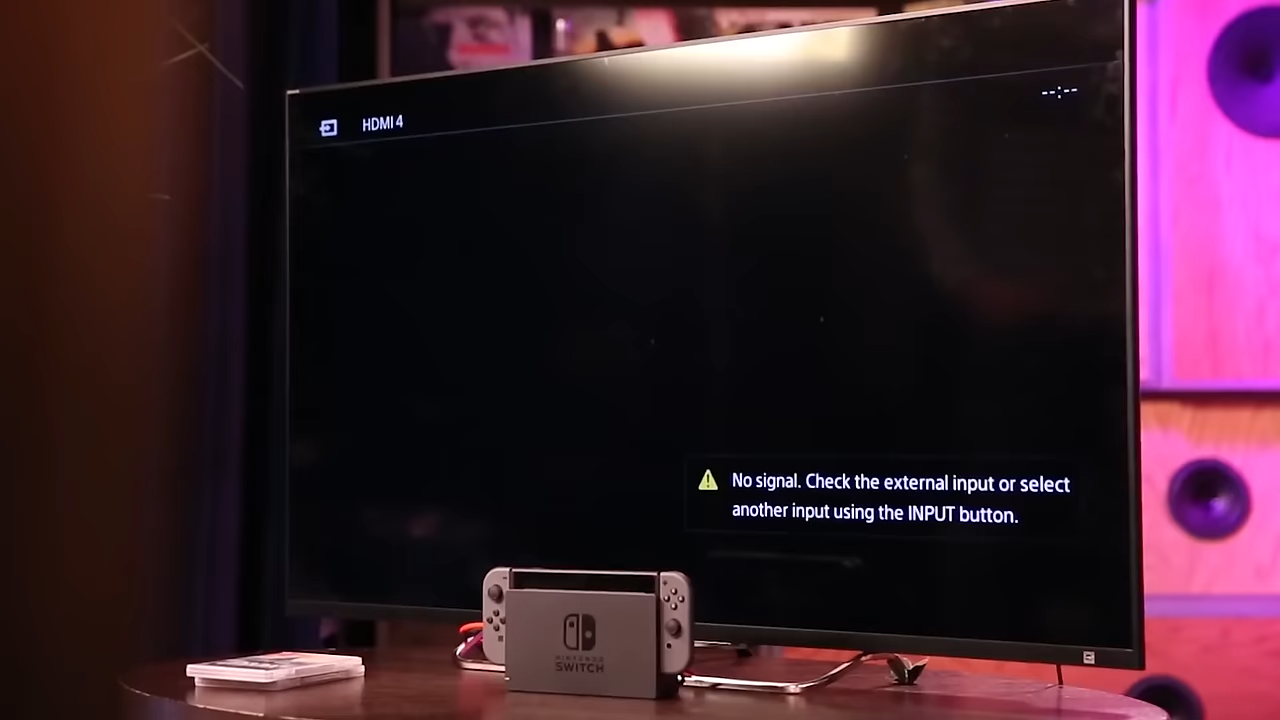 HDMI 4
--:--
No signal. Check the external input or select
another input using the INPUT button.
NINTENDO
SWITCH